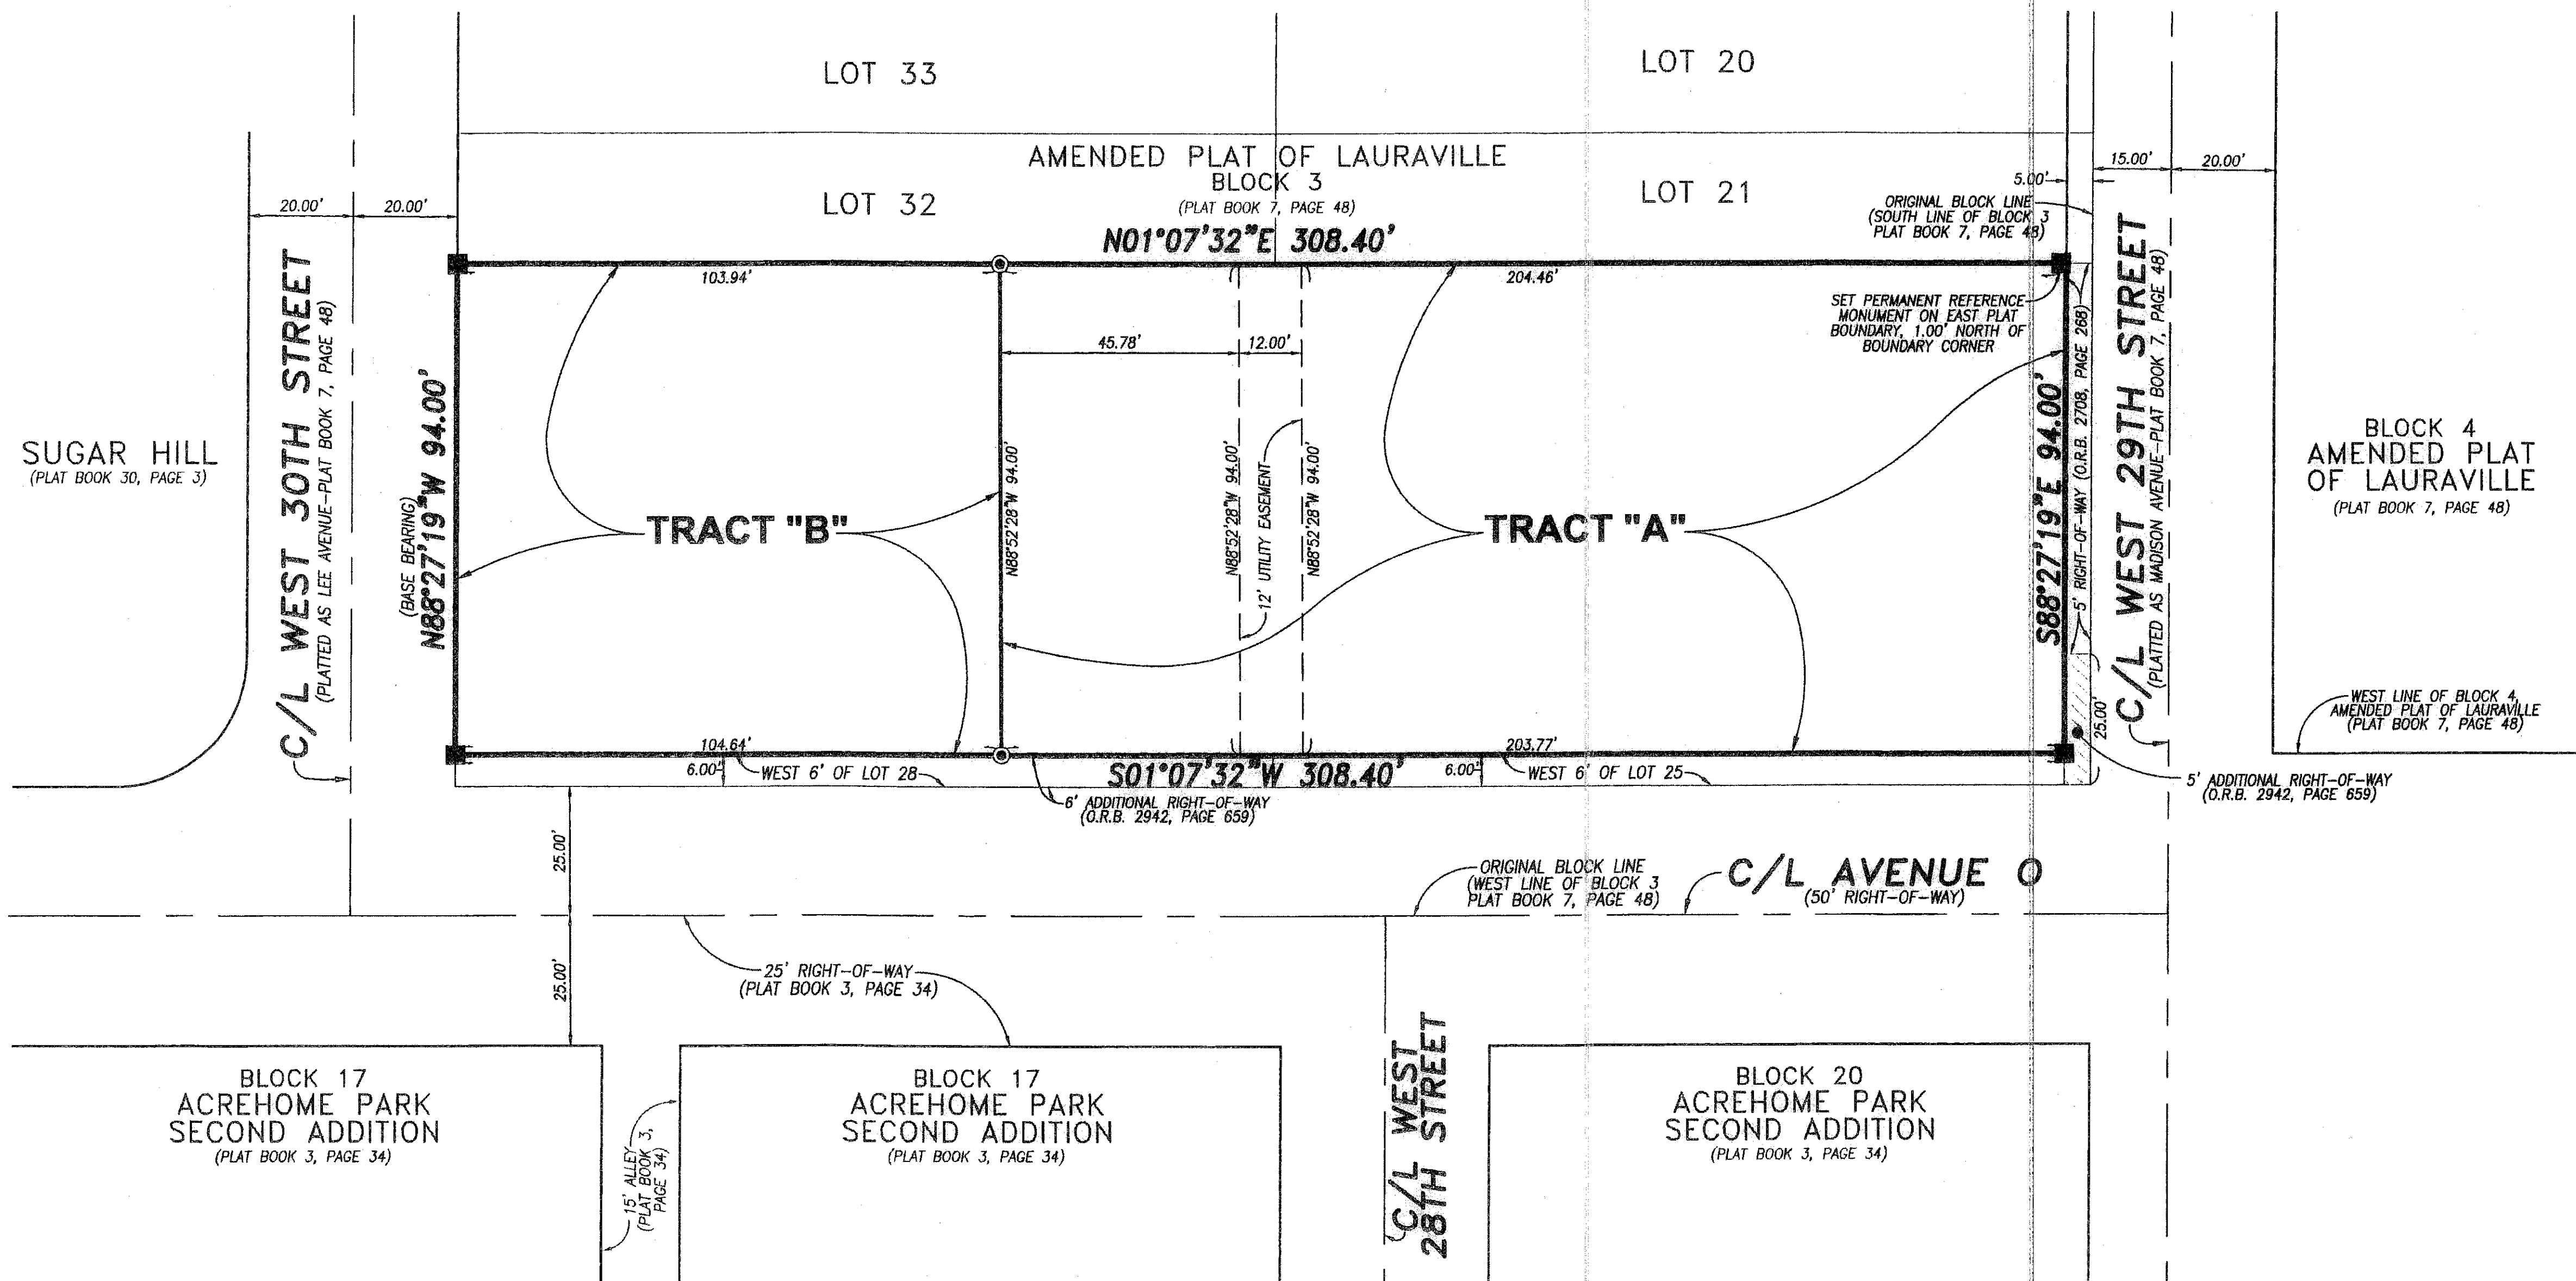 LOT 33
LOT 20
AMENDED PLAT OF LAURAVILLE
BLOCK 3
(PLAT BOOK 7, PAGE 48)
LOT 32
LOT 21
15.00'
20.00'
5.00'
20.00'
20.00'
ORIGINAL BLOCK LINE
(SOUTH LINE OF BLOCK 3
PLAT BOOK 7, PAGE 48)
N01°07'32"E 308.40'
103.94'
204.46'
SET PERMANENT REFERENCE
MONUMENT ON EAST PLAT
BOUNDARY, 1.00' NORTH OF
BOUNDARY CORNER
45.78'
12.00'
C/L WEST 30TH STREET
(PLATTED AS LEE AVENUE-PLAT BOOK 7, PAGE 48)
(BASE BEARING)
N88°27'19"W 94.00'
SUGAR HILL
(PLAT BOOK 30, PAGE 3)
TRACT "B"
N88°52'28"W 94.00'
N88°52'28"W 94.00'
12' UTILITY EASEMENT
N88°52'28"W 94.00'
TRACT "A"
S88°27'19"E 94.00'
5' RIGHT-OF-WAY (O.R.B. 2708, PAGE 268)
C/L WEST 29TH STREET
(PLATTED AS MADISON AVENUE-PLAT BOOK 7, PAGE 48)
BLOCK 4
AMENDED PLAT
OF LAURAVILLE
(PLAT BOOK 7, PAGE 48)
25.00'
WEST LINE OF BLOCK 4,
AMENDED PLAT OF LAURAVILLE
(PLAT BOOK 7, PAGE 48)
104.64'
203.77'
6.00'
WEST 6' OF LOT 28
S01°07'32"W 308.40'
6.00'
WEST 6' OF LOT 25
6' ADDITIONAL RIGHT-OF-WAY
(O.R.B. 2942, PAGE 659)
5' ADDITIONAL RIGHT-OF-WAY
(O.R.B. 2942, PAGE 659)
25.00'
ORIGINAL BLOCK LINE
(WEST LINE OF BLOCK 3
PLAT BOOK 7, PAGE 48)
C/L AVENUE O
(50' RIGHT-OF-WAY)
25.00'
25' RIGHT-OF-WAY
(PLAT BOOK 3, PAGE 34)
BLOCK 17
ACREHOME PARK
SECOND ADDITION
(PLAT BOOK 3, PAGE 34)
15' ALLEY
(PLAT BOOK 3,
PAGE 34)
BLOCK 17
ACREHOME PARK
SECOND ADDITION
(PLAT BOOK 3, PAGE 34)
C/L WEST
28TH STREET
BLOCK 20
ACREHOME PARK
SECOND ADDITION
(PLAT BOOK 3, PAGE 34)